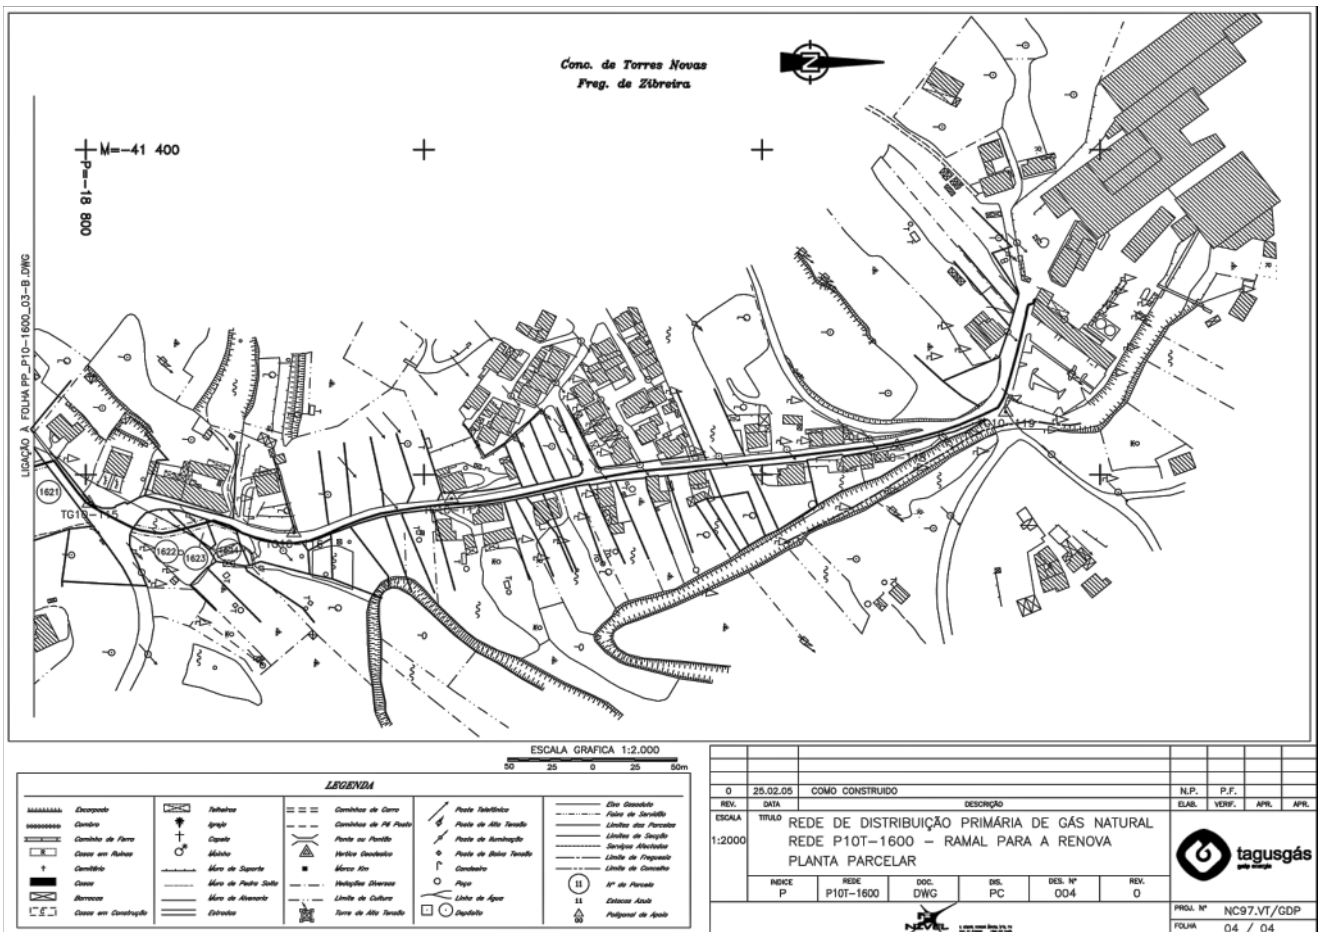 Conc. de Torres Novas
Freg. de Zibreira
N
M=-41 400
P=-18 800
LIGAÇÃO À FOLHA PP_P10-1600_03-B.DWG
1621
TG10-115
1622
1623
ESCALA GRAFICA 1:2.000
50 25 0 25 50m
LEGENDA
Escarpado
Combro
Caminho de Ferro
Casas em Ruinas
Cemitério
Casas
Barracas
Casas em Construção
Telheiros
Igreja
Capela
Moinho
Muro de Suporte
Muro de Pedra Solta
Muro de Alvenaria
Estradas
Caminhos de Carro
Caminhos de Pé Posto
Ponte ou Pontão
Vertice Geodesico
Marco Km
Vedações Diversas
Limite de Cultura
Torre de Alta Tensão
Poste Telefónico
Poste de Alta Tensão
Poste de Iluminação
Poste de Baixa Tensão
Candeeiro
Poço
Linha de Água
Depósito
Eixo Gasoduto
Faixa de Servidão
Limites das Parcelas
Limites de Secção
Serviços Afectados
Limite de Freguesia
Limite de Concelho
11 Nº de Parcela
11 Estacas Azuis
Poligonal de Apoio
0 25.02.05 COMO CONSTRUIDO N.P. P.F.
REV. DATA DESCRIÇÃO ELAB. VERIF. APR. APR.
ESCALA
1:2000
TITULO
REDE DE DISTRIBUIÇÃO PRIMÁRIA DE GÁS NATURAL
REDE P10T-1600 - RAMAL PARA A RENOVA
PLANTA PARCELAR
INDICE REDE DOC. DIS. DES. Nº REV.
P P10T-1600 DWG PC 004 0
tagusgás
PROJ. Nº NC97.VT/GDP
FOLHA 04 / 04
NIVEL